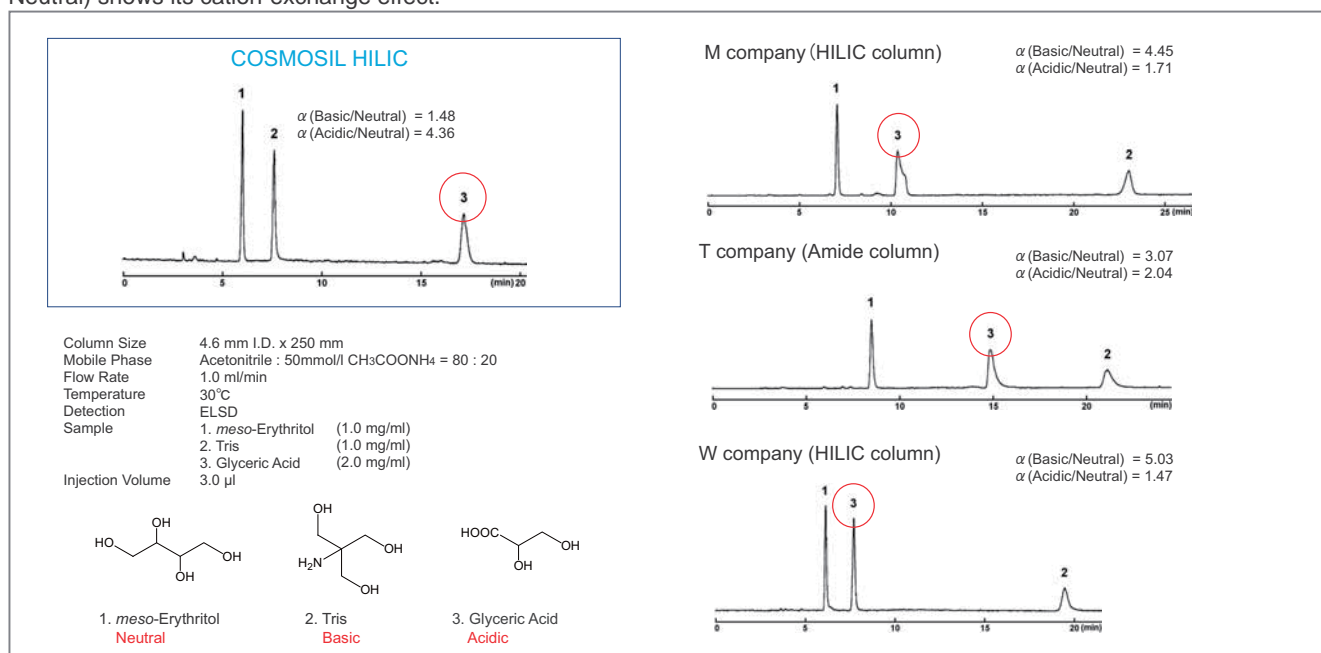 Neutral) shows its cation exchange effect.
COSMOSIL HILIC
α (Basic/Neutral) = 1.48
α (Acidic/Neutral) = 4.36
1
2
3
0 5 10 15 (min) 20
Column Size 4.6 mm I.D. x 250 mm
Mobile Phase Acetonitrile : 50mmol/l CH3COONH4 = 80 : 20
Flow Rate 1.0 ml/min
Temperature 30°C
Detection ELSD
Sample 1. meso-Erythritol (1.0 mg/ml)
2. Tris (1.0 mg/ml)
3. Glyceric Acid (2.0 mg/ml)
Injection Volume 3.0 µl
HO OH OH OH
OH OH H2N OH
HOOC OH OH
1. meso-Erythritol
Neutral
2. Tris
Basic
3. Glyceric Acid
Acidic
M company (HILIC column)
α (Basic/Neutral) = 4.45
α (Acidic/Neutral) = 1.71
1
3
2
0 5 10 15 20 25 (min)
T company (Amide column)
α (Basic/Neutral) = 3.07
α (Acidic/Neutral) = 2.04
1
3
2
0 5 10 15 20 (min)
W company (HILIC column)
α (Basic/Neutral) = 5.03
α (Acidic/Neutral) = 1.47
1
3
2
0 5 10 15 20 (min)